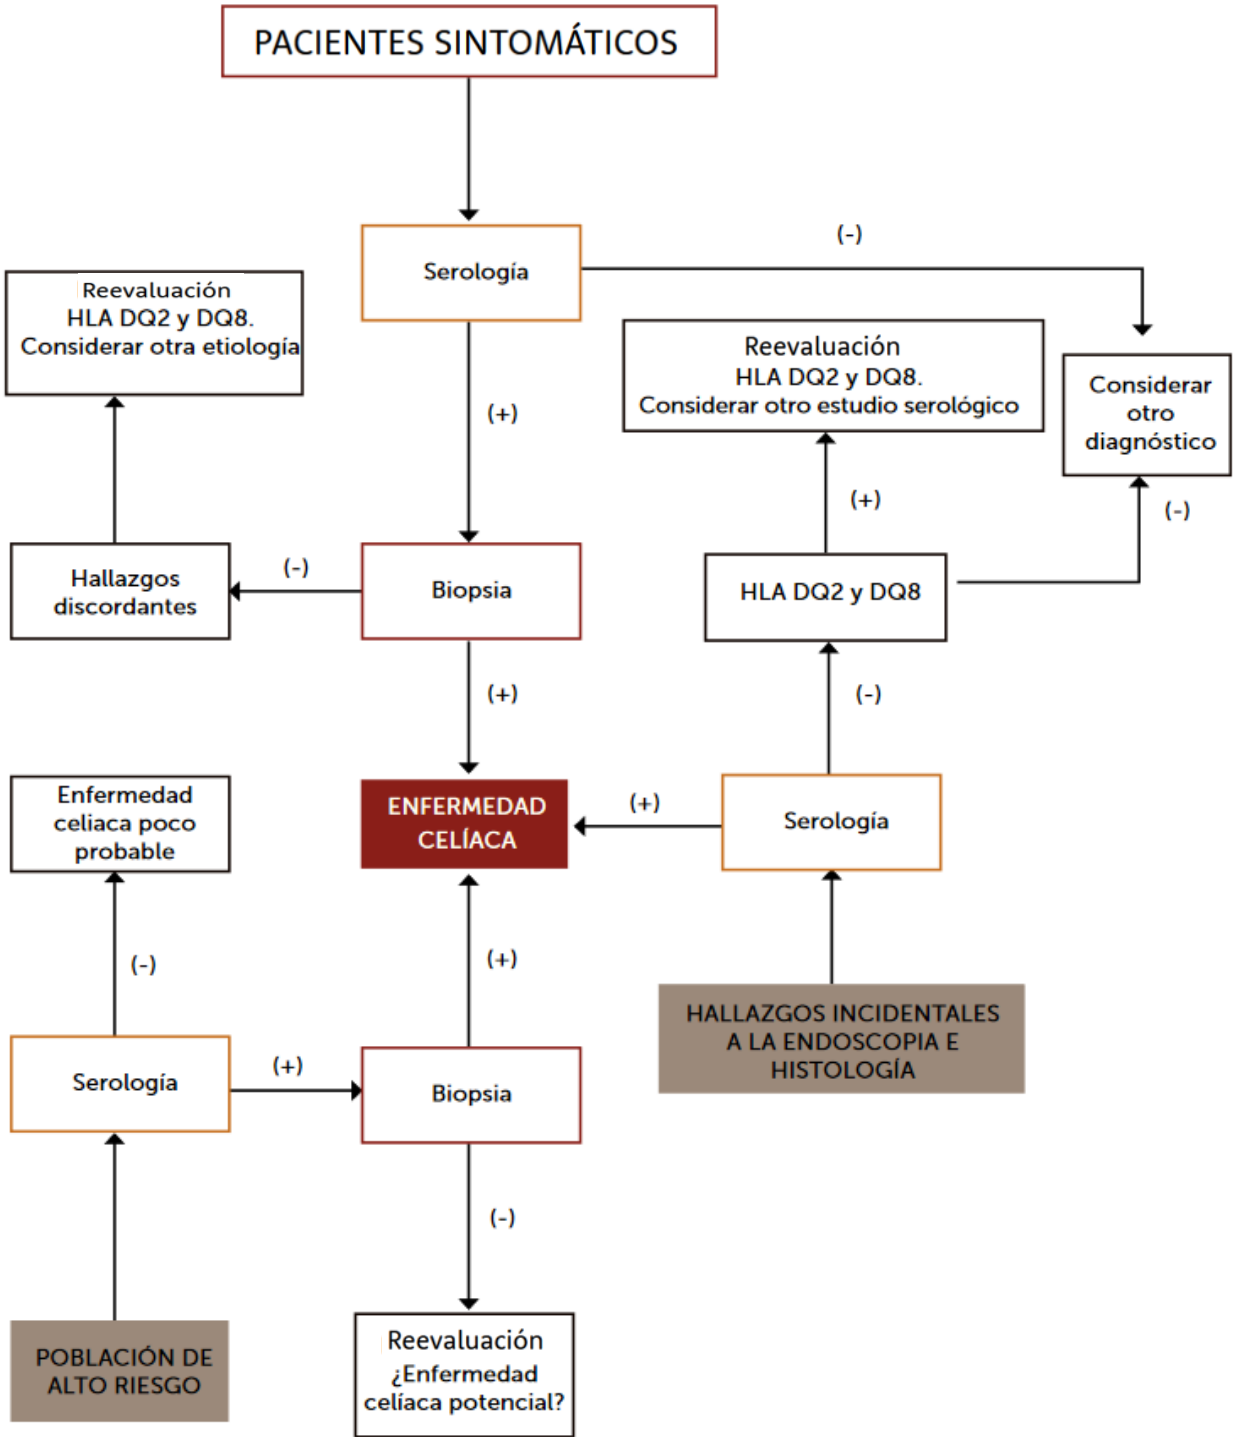 PACIENTES SINTOMÁTICOS
(-)
Serología
Reevaluación
HLA DQ2 y DQ8.
Considerar otra etiología
Reevaluación
HLA DQ2 y DQ8.
Considerar otro estudio serológico
Considerar
otro
diagnóstico
(+)
(+)
(-)
Hallazgos
discordantes
(-)
Biopsia
HLA DQ2 y DQ8
(+)
(-)
Enfermedad
celiaca poco
probable
ENFERMEDAD
CELÍACA
(+)
Serología
(-)
(+)
HALLAZGOS INCIDENTALES
A LA ENDOSCOPIA E
HISTOLOGÍA
Serología
(+)
Biopsia
(-)
POBLACIÓN DE
ALTO RIESGO
Reevaluación
¿Enfermedad
celíaca potencial?